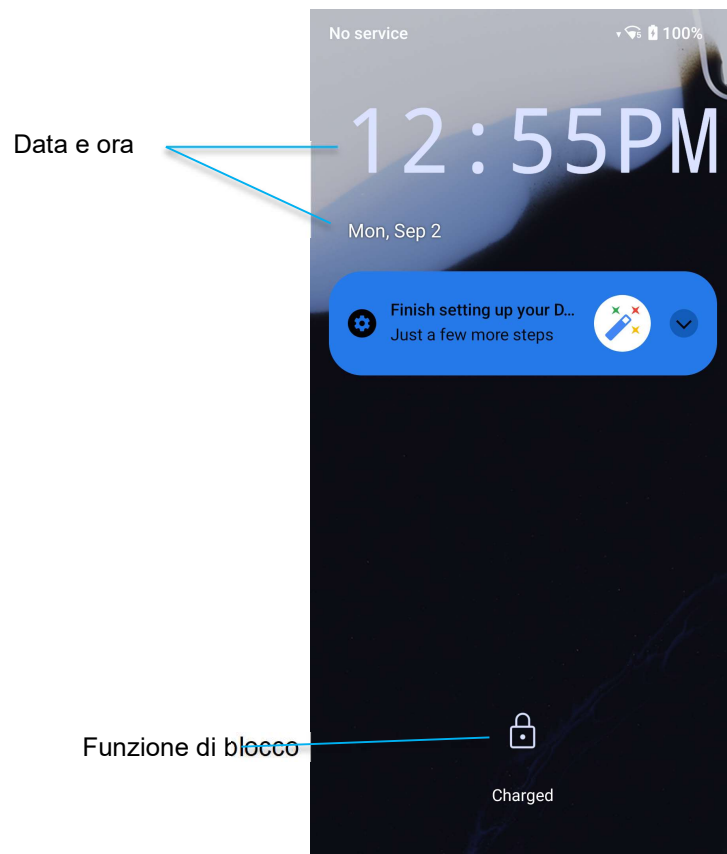 No service
100%
12:55PM
Data e ora
Mon, Sep 2
Finish setting up your D...
Just a few more steps
Funzione di blocco
Charged